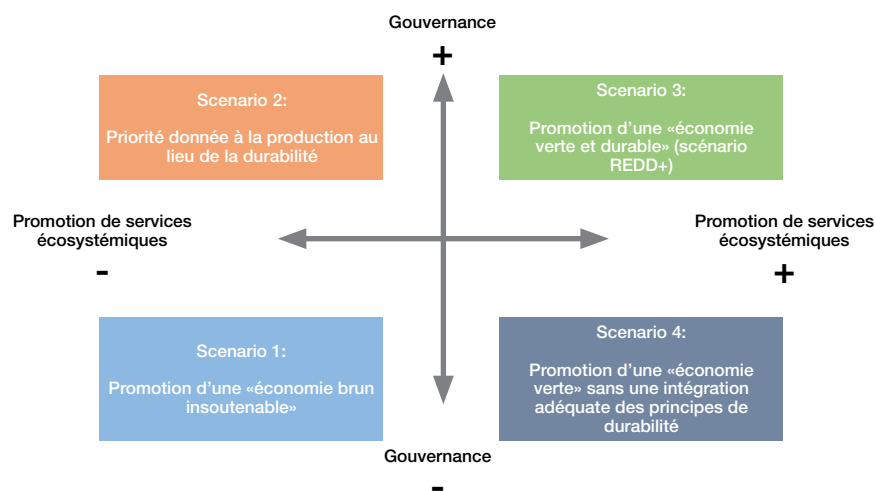 Gouvernance
+
Scenario 2:
Priorité donnée à la production au
lieu de la durabilité
Scenario 3:
Promotion d’une «économie
verte et durable» (scénario
REDD+)
Promotion de services
écosystémiques
-
Promotion de services
écosystémiques
+
Scenario 1:
Promotion d’une «économie brun
insoutenable»
Scenario 4:
Promotion d’une «économie
verte» sans une intégration
adéquate des principes de
durabilité
Gouvernance
-